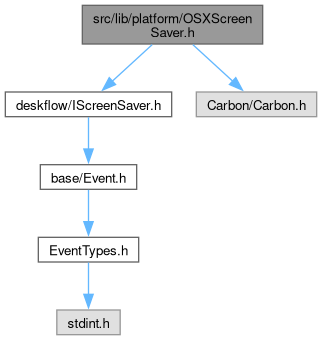 src/lib/platform/OSXScreen
Saver.h
deskflow/IScreenSaver.h
Carbon/Carbon.h
base/Event.h
EventTypes.h
stdint.h